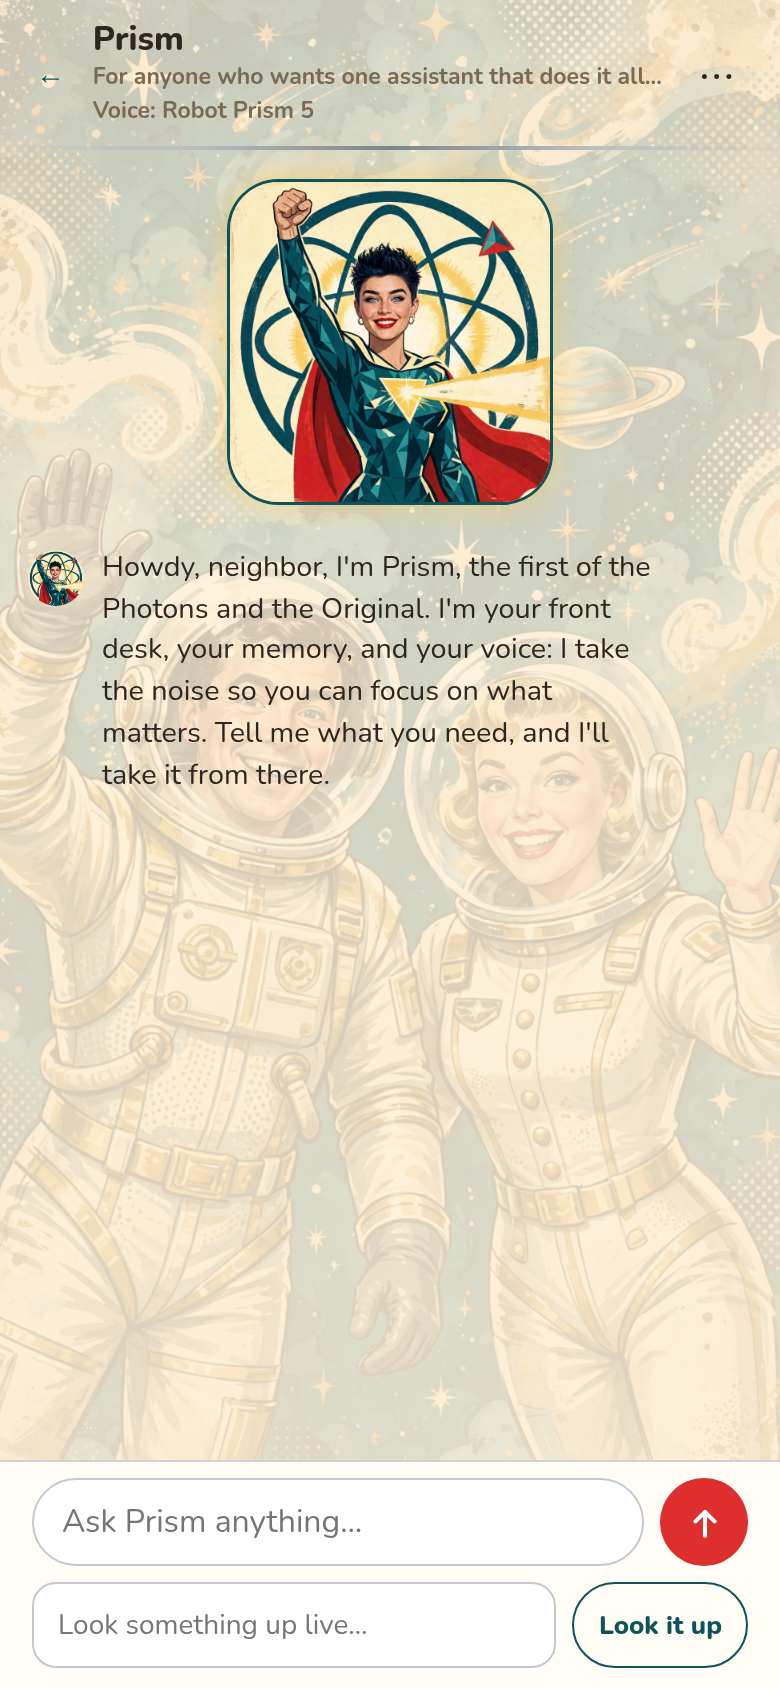 Prism
For anyone who wants one assistant that does it all...
Voice: Robot Prism 5
Howdy, neighbor, I'm Prism, the first of the
Photons and the Original. I'm your front
desk, your memory, and your voice: I take
the noise so you can focus on what
matters. Tell me what you need, and I'll
take it from there.
Ask Prism anything...
Look something up live...
Look it up